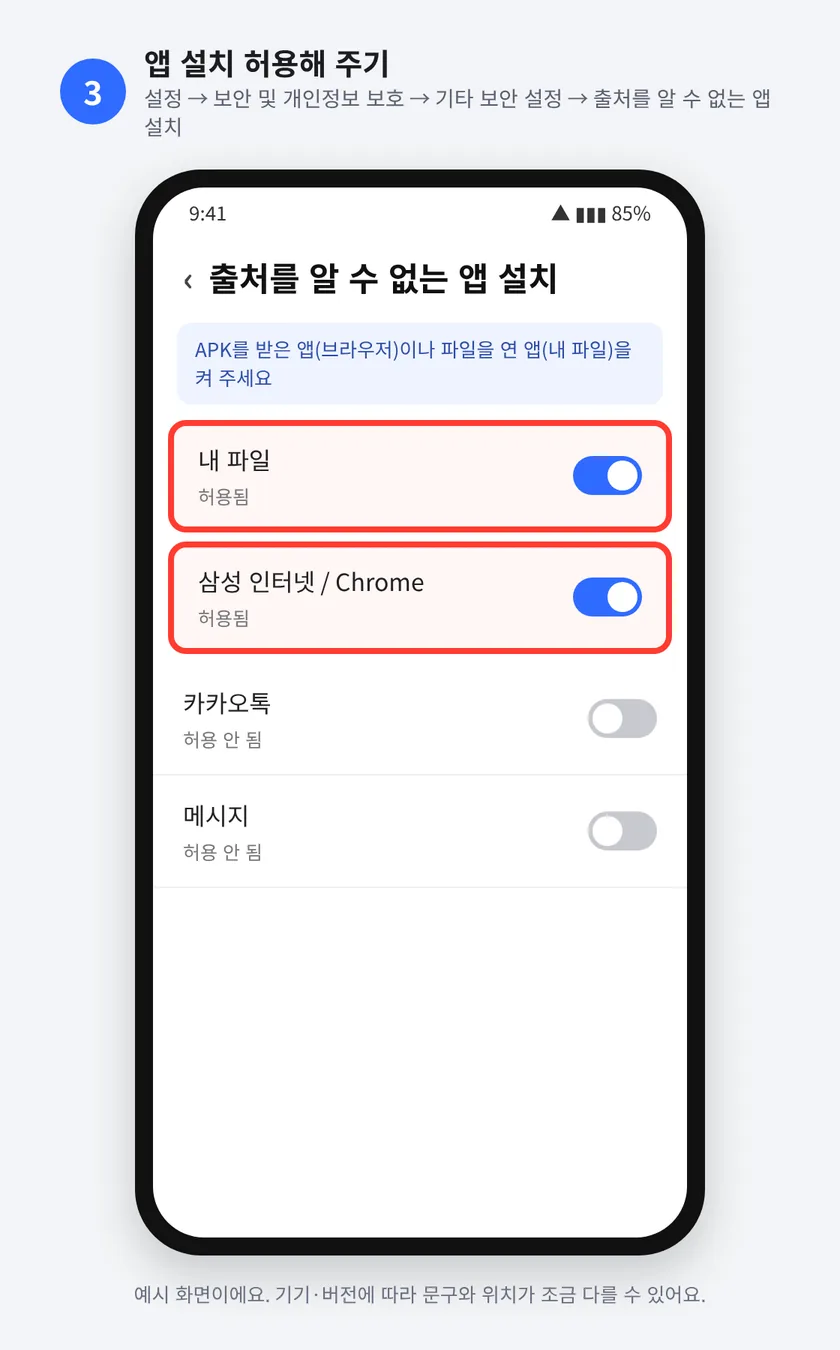 3
앱 설치 허용해 주기
설정 → 보안 및 개인정보 보호 → 기타 보안 설정 → 출처를 알 수 없는 앱
설치
9:41
85%
‹ 출처를 알 수 없는 앱 설치
APK를 받은 앱(브라우저)이나 파일을 연 앱(내 파일)을
켜 주세요
내 파일
허용됨
삼성 인터넷 / Chrome
허용됨
카카오톡
허용 안 됨
메시지
허용 안 됨
예시 화면이에요. 기기·버전에 따라 문구와 위치가 조금 다를 수 있어요.